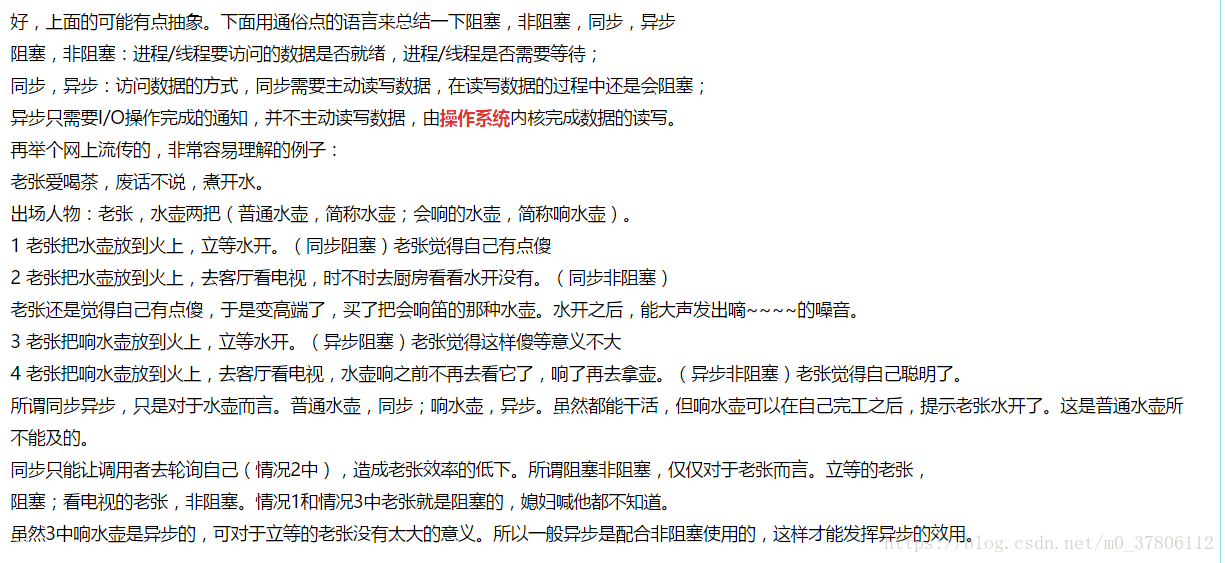 好，上面的可能有点抽象。下面用通俗点的语言来总结一下阻塞，非阻塞，同步，异步
阻塞，非阻塞：进程/线程要访问的数据是否就绪，进程/线程是否需要等待；
同步，异步：访问数据的方式，同步需要主动读写数据，在读写数据的过程中还是会阻塞；
异步只需要I/O操作完成的通知，并不主动读写数据，由操作系统内核完成数据的读写。
再举个网上流传的，非常容易理解的例子：
老张爱喝茶，废话不说，煮开水。
出场人物：老张，水壶两把（普通水壶，简称水壶；会响的水壶，简称响水壶）。
1 老张把水壶放到火上，立等水开。（同步阻塞）老张觉得自己有点傻
2 老张把水壶放到火上，去客厅看电视，时不时去厨房看看水开没有。（同步非阻塞）
老张还是觉得自己有点傻，于是变高端了，买了把会响笛的那种水壶。水开之后，能大声发出嘀~~~~的噪音。
3 老张把响水壶放到火上，立等水开。（异步阻塞）老张觉得这样傻等意义不大
4 老张把响水壶放到火上，去客厅看电视，水壶响之前不再去看它了，响了再去拿壶。（异步非阻塞）老张觉得自己聪明了。
所谓同步异步，只是对于水壶而言。普通水壶，同步；响水壶，异步。虽然都能干活，但响水壶可以在自己完工之后，提示老张水开了。这是普通水壶所
不能及的。
同步只能让调用者去轮询自己（情况2中），造成老张效率的低下。所谓阻塞非阻塞，仅仅对于老张而言。立等的老张，
阻塞；看电视的老张，非阻塞。情况1和情况3中老张就是阻塞的，媳妇喊他都不知道。
虽然3中响水壶是异步的，可对于立等的老张没有太大的意义。所以一般异步是配合非阻塞使用的，这样才能发挥异步的效用。
https://blog.csdn.net/m0_37806112